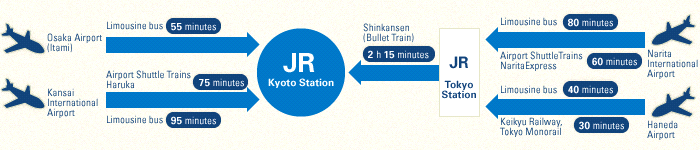 Osaka Airport
(Itami)
Limousine bus 55 minutes
Kansai
International
Airport
Airport Shuttle Trains
Haruka
75 minutes
Limousine bus 95 minutes
JR
Kyoto Station
Shinkansen
(Bullet Train)
2 h 15 minutes
JR
Tokyo
Station
Limousine bus 80 minutes
Airport ShuttleTrains
NaritaExpress
60 minutes
Narita
International
Airport
Limousine bus 40 minutes
Keikyu Railway,
Tokyo Monorail
30 minutes
Haneda
Airport